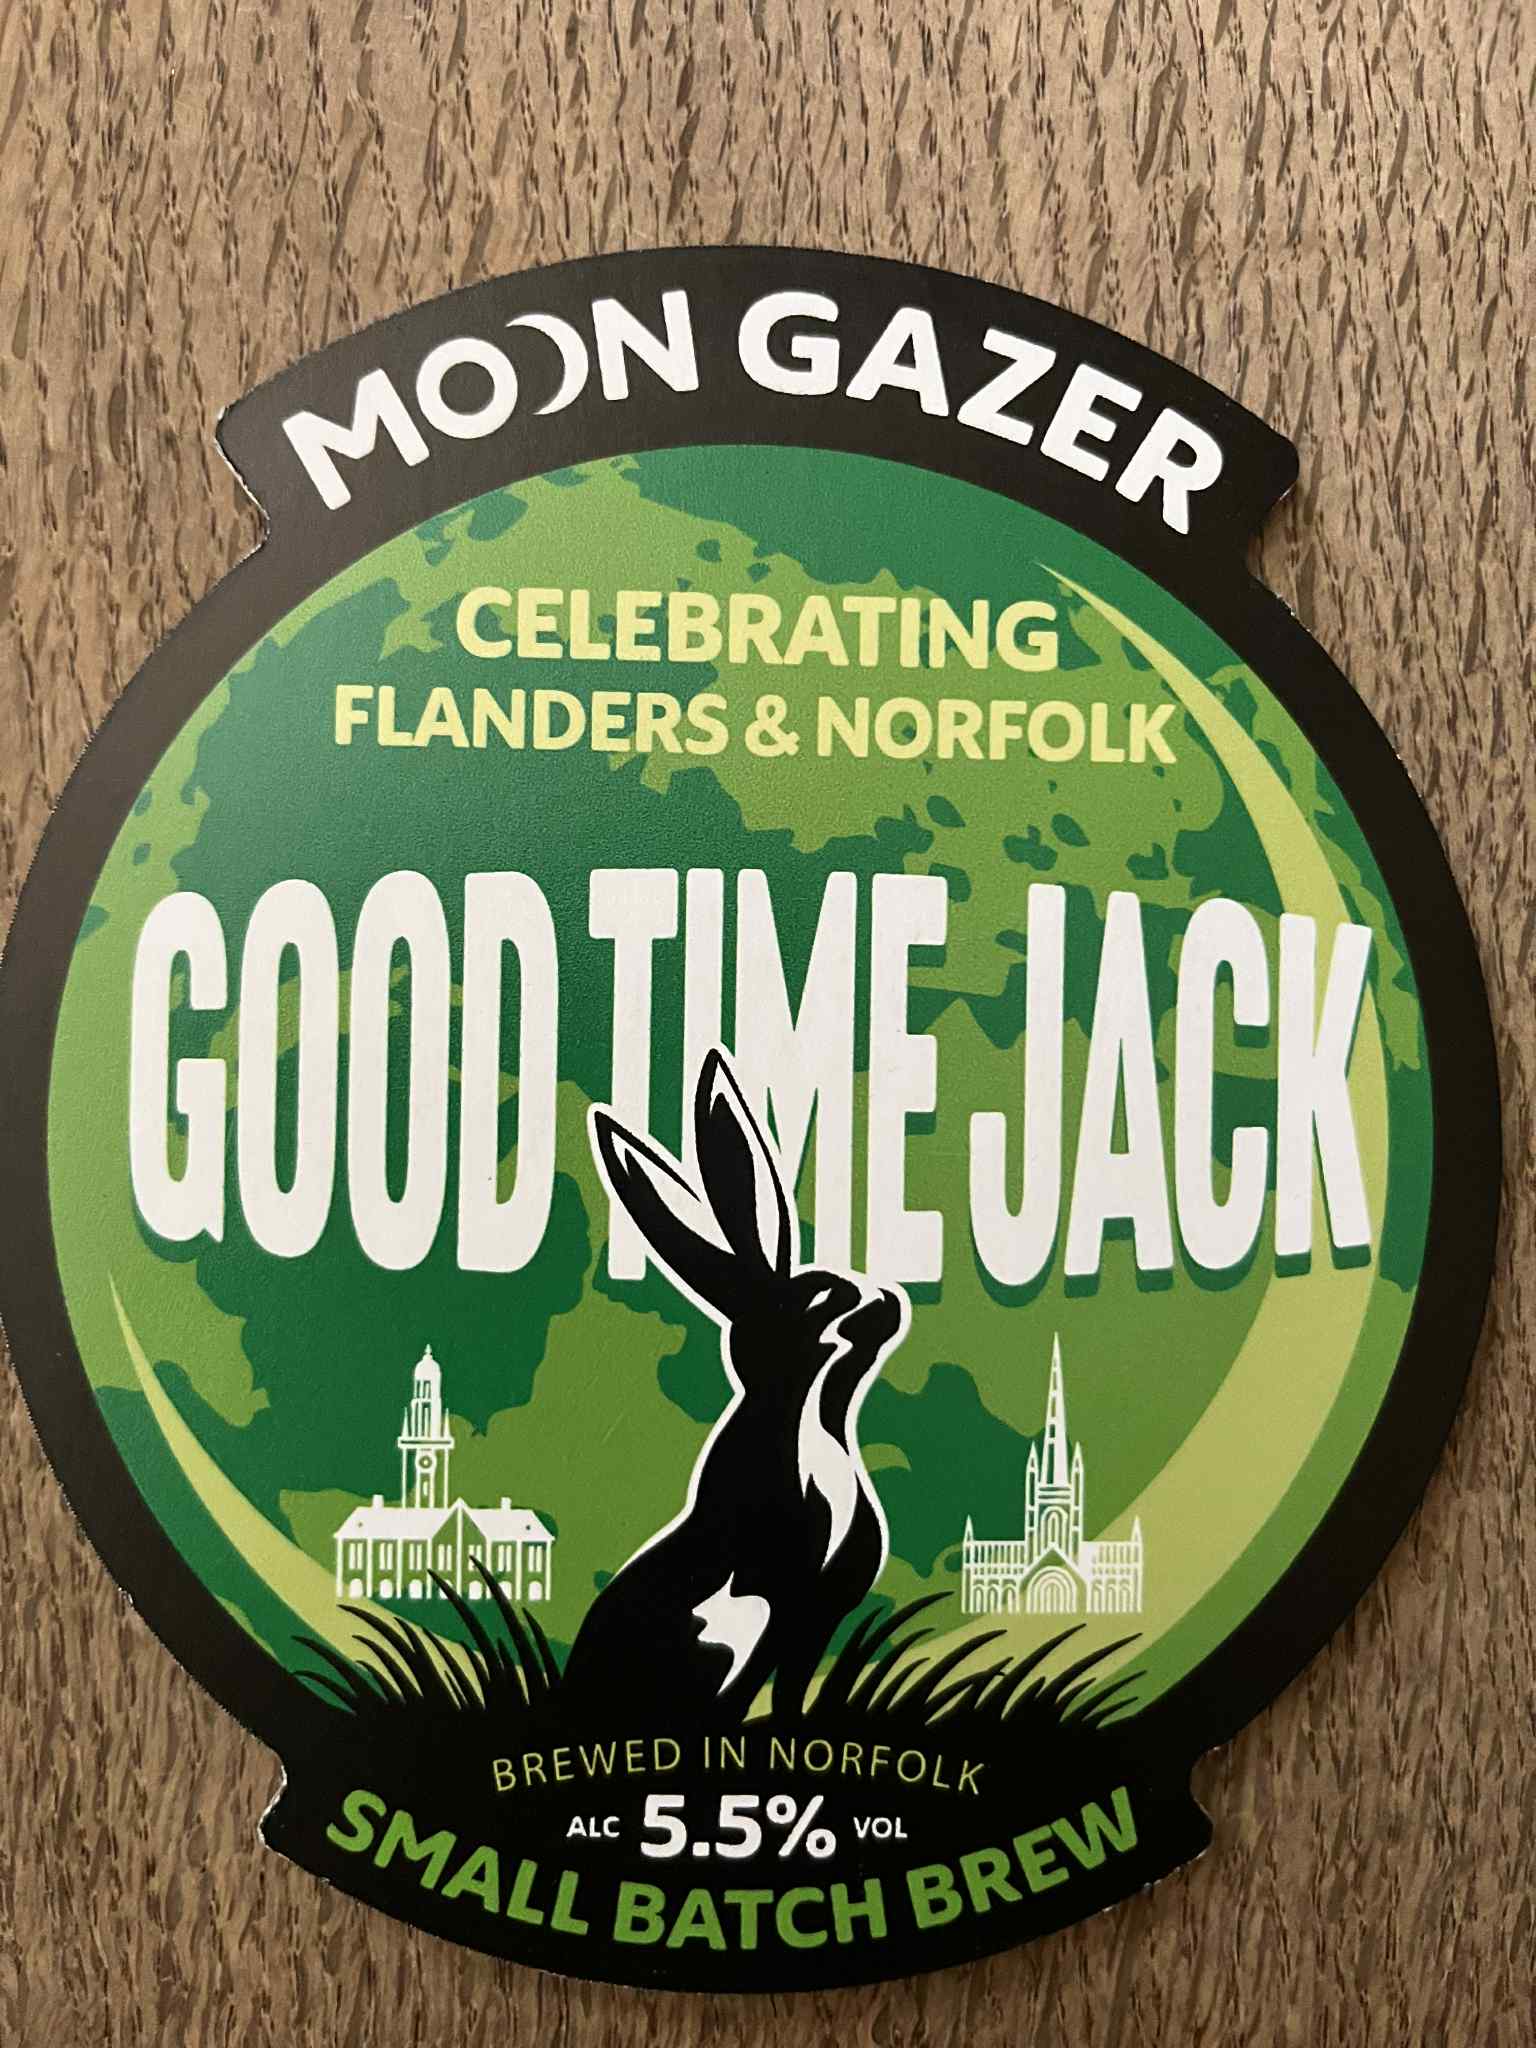 MOON GAZER
CELEBRATING
FLANDERS & NORFOLK
GOOD TIME JACK
BREWED IN NORFOLK
ALC 5.5% VOL
SMALL BATCH BREW